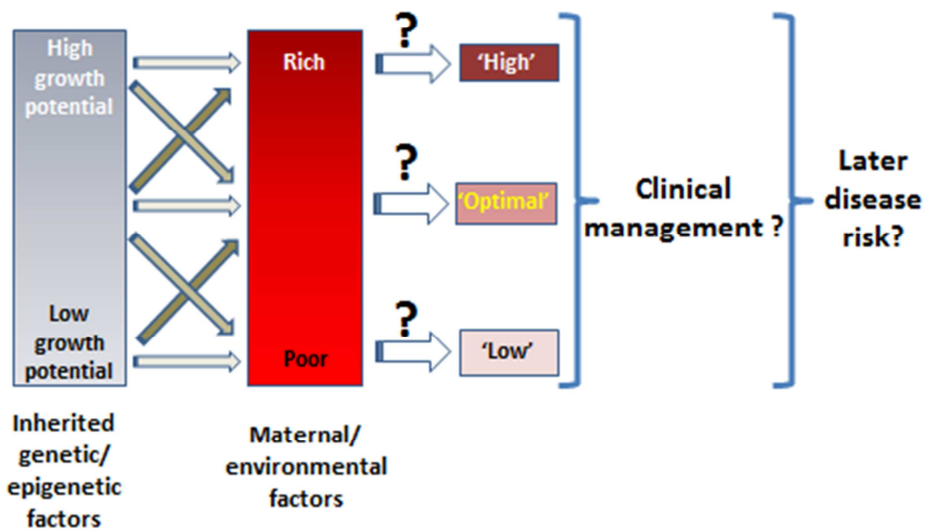 High
growth
potential
Low
growth
potential
Inherited
genetic/
epigenetic
factors
Rich
Poor
Maternal/
environmental
factors
?
‘High’
?
‘Optimal’
?
‘Low’
Clinical
management ?
Later
disease
risk?